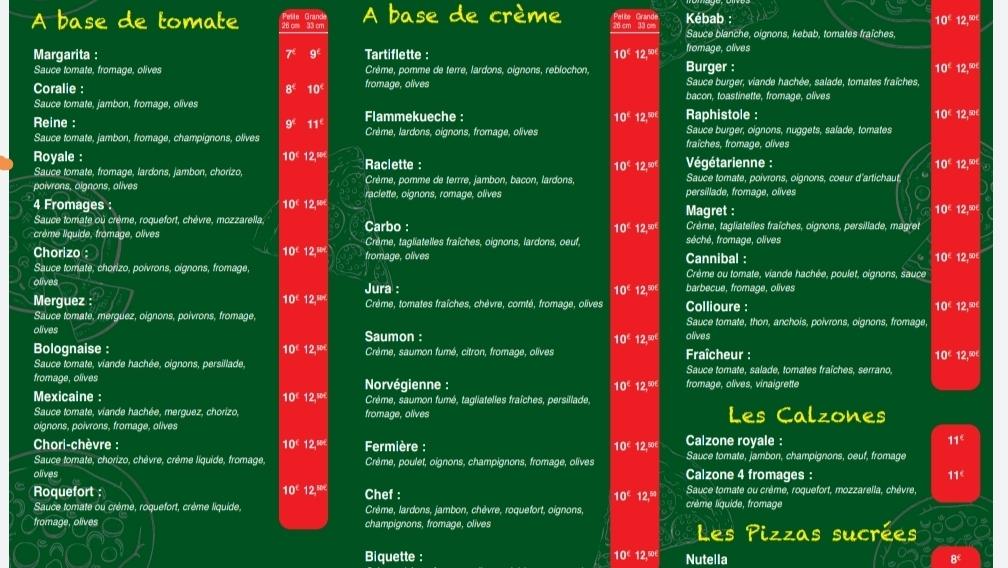 A base de tomate
Petite Grande
26 cm 33 cm
Margarita : 7€ 9€
Sauce tomate, fromage, olives
Coralie : 8€ 10€
Sauce tomate, jambon, fromage, olives
Reine : 9€ 11€
Sauce tomate, jambon, fromage, champignons, olives
Royale : 10€ 12,50€
Sauce tomate, fromage, lardons, jambon, chorizo,
poivrons, oignons, olives
4 Fromages : 10€ 12,50€
Sauce tomate ou crème, roquefort, chèvre, mozzarella,
crème liquide, fromage, olives
Chorizo : 10€ 12,50€
Sauce tomate, chorizo, poivrons, oignons, fromage,
olives
Merguez : 10€ 12,50€
Sauce tomate, merguez, oignons, poivrons, fromage,
olives
Bolognaise : 10€ 12,50€
Sauce tomate, viande hachée, oignons, persillade,
fromage, olives
Mexicaine : 10€ 12,50€
Sauce tomate, viande hachée, merguez, chorizo,
oignons, poivrons, fromage, olives
Chori-chèvre : 10€ 12,50€
Sauce tomate, chorizo, chèvre, crème liquide, fromage,
olives
Roquefort : 10€ 12,50€
Sauce tomate ou crème, roquefort, crème liquide,
fromage, olives
A base de crème
Petite Grande
26 cm 33 cm
Tartiflette : 10€ 12,50€
Crème, pomme de terre, lardons, oignons, reblochon,
fromage, olives
Flammekueche : 10€ 12,50€
Crème, lardons, oignons, fromage, olives
Raclette : 10€ 12,50€
Crème, pomme de terrre, jambon, bacon, lardons,
raclette, oignons, romage, olives
Carbo : 10€ 12,50€
Crème, tagliatelles fraîches, oignons, lardons, oeuf,
fromage, olives
Jura : 10€ 12,50€
Crème, tomates fraîches, chèvre, comté, fromage, olives
Saumon : 10€ 12,50€
Crème, saumon fumé, citron, fromage, olives
Norvégienne : 10€ 12,50€
Crème, saumon fumé, tagliatelles fraîches, persillade,
fromage, olives
Fermière : 10€ 12,50€
Crème, poulet, oignons, champignons, fromage, olives
Chef : 10€ 12,50
Crème, lardons, jambon, chèvre, roquefort, oignons,
champignons, fromage, olives
Biquette : 10€ 12,50€
fromage, olives
Kébab : 10€ 12,50€
Sauce blanche, oignons, kebab, tomates fraîches,
fromage, olives
Burger : 10€ 12,50€
Sauce burger, viande hachée, salade, tomates fraîches,
bacon, toastinette, fromage, olives
Raphistole : 10€ 12,50€
Sauce burger, oignons, nuggets, salade, tomates
fraîches, fromage, olives
Végétarienne : 10€ 12,50€
Sauce tomate, poivrons, oignons, coeur d'artichaut,
persillade, fromage, olives
Magret : 10€ 12,50€
Crème, tagliatelles fraîches, oignons, persillade, magret
séché, fromage, olives
Cannibal : 10€ 12,50€
Crème ou tomate, viande hachée, poulet, oignons, sauce
barbecue, fromage, olives
Collioure : 10€ 12,50€
Sauce tomate, thon, anchois, poivrons, oignons, fromage,
olives
Fraîcheur : 10€ 12,50€
Sauce tomate, salade, tomates fraîches, serrano,
fromage, olives, vinaigrette
Les Calzones
Calzone royale : 11€
Sauce tomate, jambon, champignons, oeuf, fromage
Calzone 4 fromages : 11€
Sauce tomate ou crème, roquefort, mozzarella, chèvre,
crème liquide, fromage
Les Pizzas sucrées
Nutella 8€